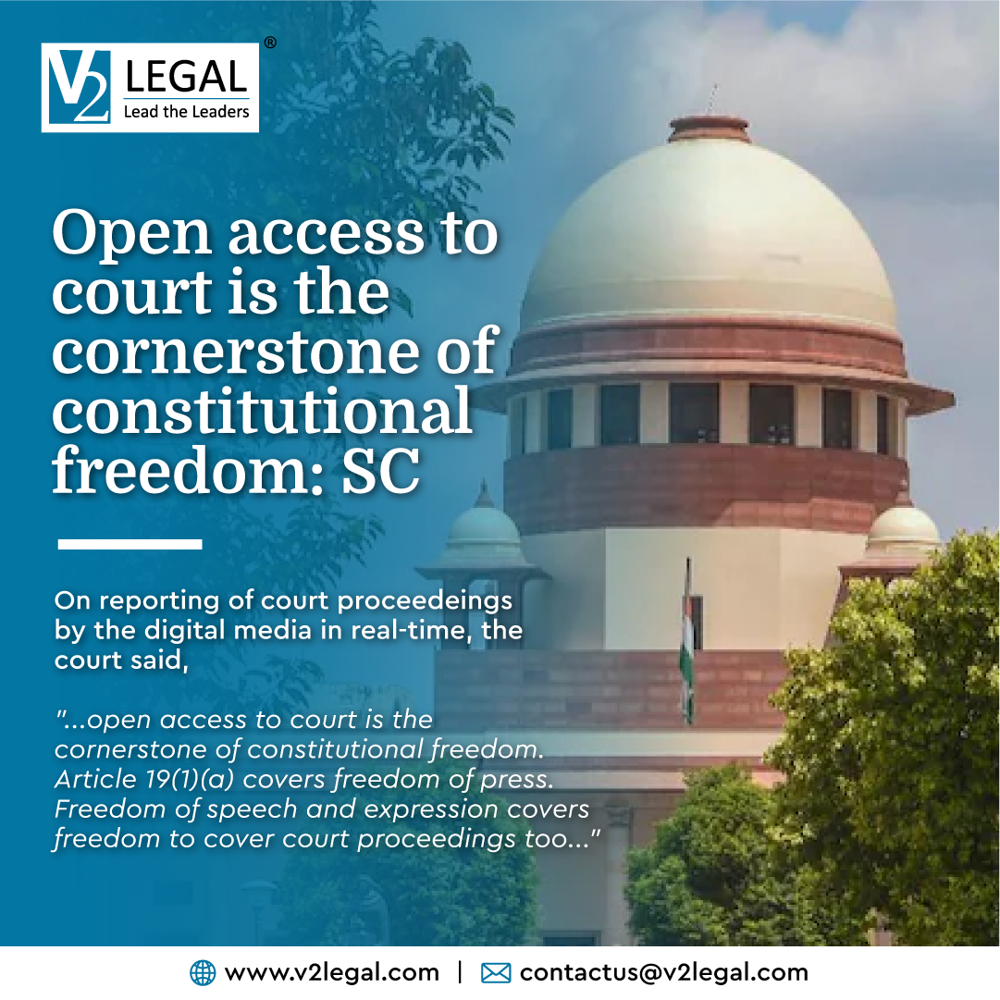 V2 LEGAL ®
Lead the Leaders
Open access to
court is the
cornerstone of
constitutional
freedom: SC
On reporting of court proceedeings
by the digital media in real-time, the
court said,
"...open access to court is the
cornerstone of constitutional freedom.
Article 19(1)(a) covers freedom of press.
Freedom of speech and expression covers
freedom to cover court proceedings too..."
www.v2legal.com | contactus@v2legal.com